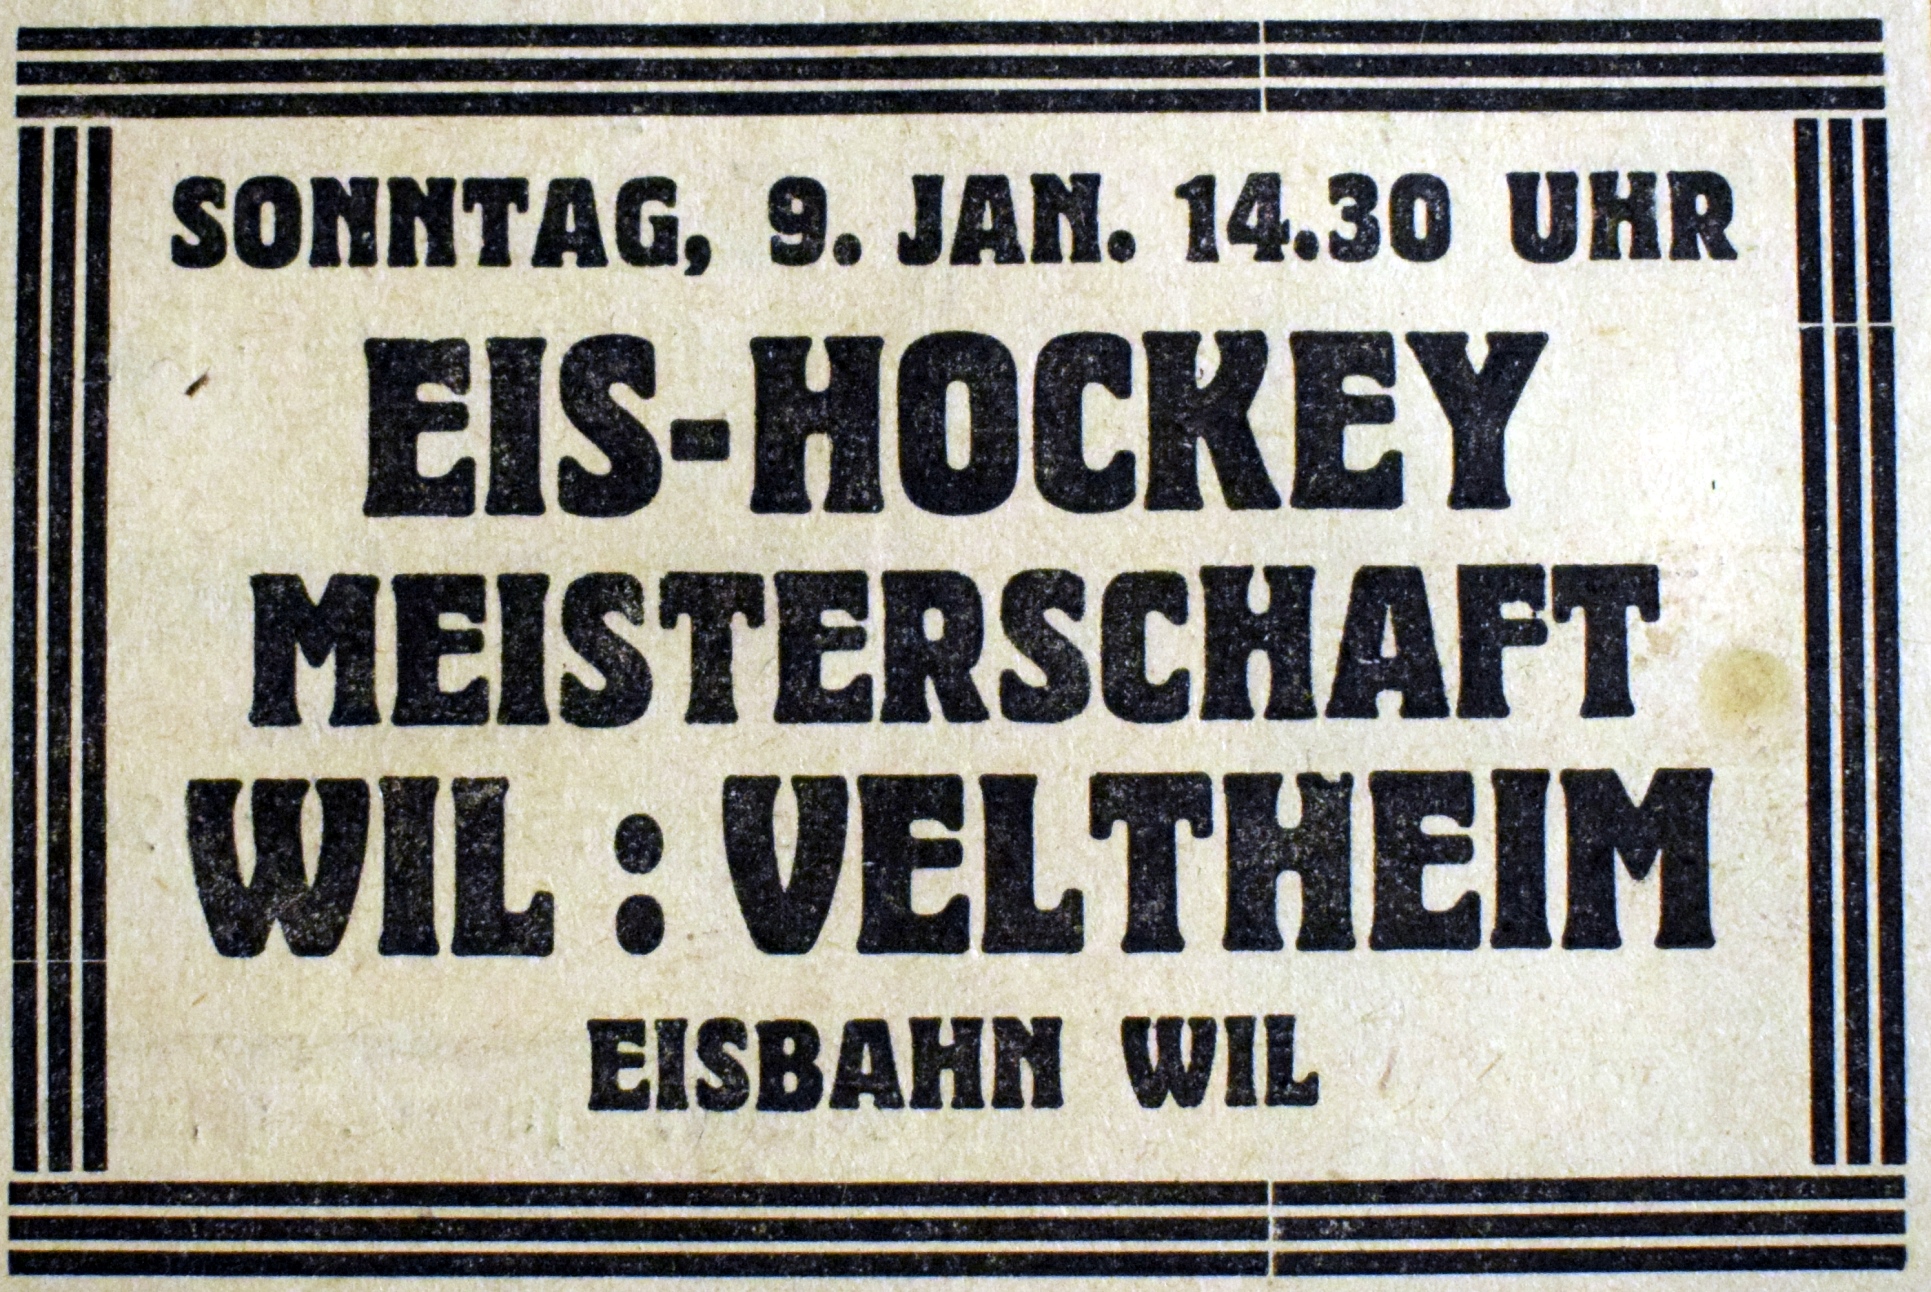 SONNTAG, 9. JAN. 14.30 UHR
EIS-HOCKEY
MEISTERSCHAFT
WIL : VELTHEIM
EISBAHN WIL